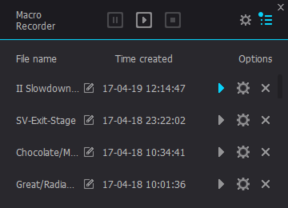 Macro
Recorder
x
File name Time created Options
II Slowdown... 17-04-19 12:14:47
SV-Exit-Stage 17-04-18 23:22:02
Chocolate/M... 17-04-18 10:34:41
Great/Radia... 17-04-18 10:01:36